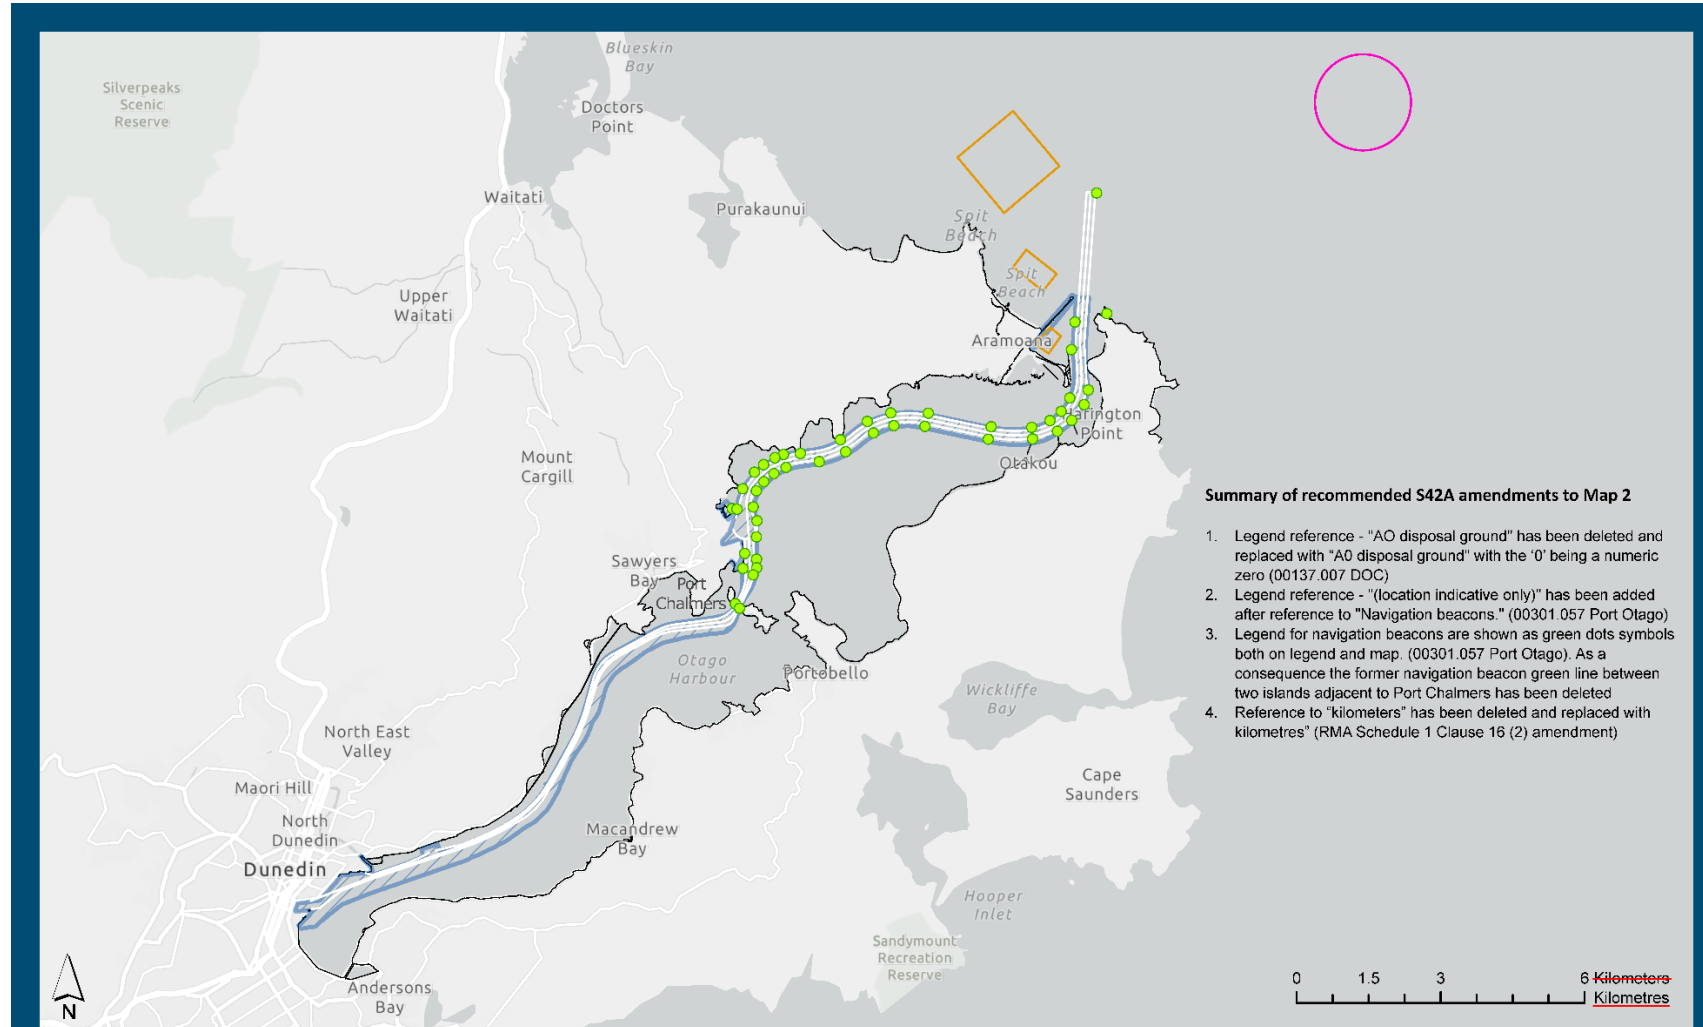 Blueskin
Bay
Silverpeaks
Scenic
Reserve
Doctors
Point
Waitati
Purakaunui
Spit
Beach
Spit
Beach
Upper
Waitati
Aramoana
Harington
Point
Mount
Cargill
Otakou
Summary of recommended S42A amendments to Map 2
1. Legend reference - "AO disposal ground" has been deleted and
replaced with "A0 disposal ground" with the '0' being a numeric
zero (00137.007 DOC)
2. Legend reference - "(location indicative only)" has been added
after reference to "Navigation beacons." (00301.057 Port Otago)
3. Legend for navigation beacons are shown as green dots symbols
both on legend and map. (00301.057 Port Otago). As a
consequence the former navigation beacon green line between
two islands adjacent to Port Chalmers has been deleted
4. Reference to "kilometers" has been deleted and replaced with
kilometres" (RMA Schedule 1 Clause 16 (2) amendment)
Sawyers
Bay
Port
Chalmers
Otago
Harbour
Portobello
Wickliffe
Bay
North East
Valley
Cape
Saunders
Maori Hill
North
Dunedin
Macandrew
Bay
Dunedin
Hooper
Inlet
Sandymount
Recreation
Reserve
Andersons
Bay
N
0 1.5 3 6 Kilometers
Kilometres